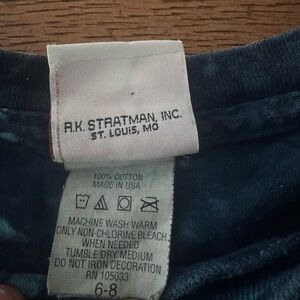 R.K. STRATMAN, INC.
ST. LOUIS, MO
100% COTTON
MADE IN USA
MACHINE WASH WARM
ONLY NON-CHLORINE BLEACH
WHEN NEEDED
TUMBLE DRY MEDIUM
DO NOT IRON DECORATION
RN 105033
6-8